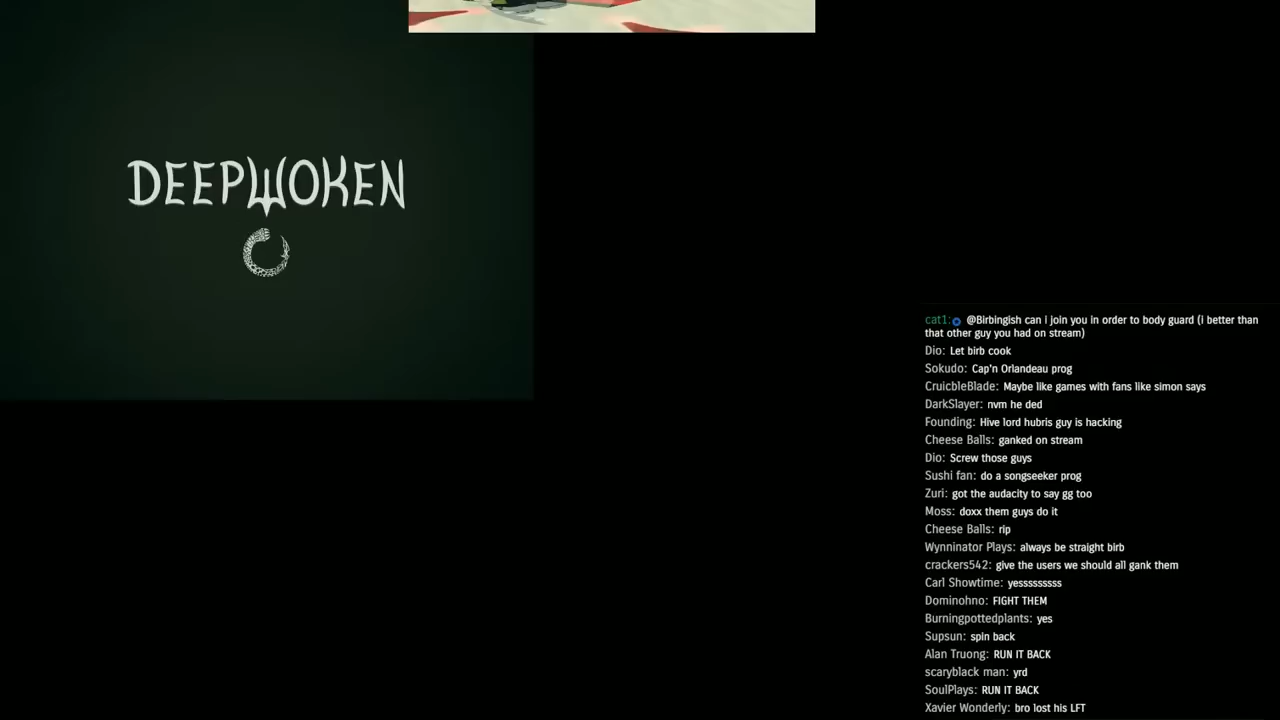 DEEPWOKEN
cat1: @Birbingish can i join you in order to body guard (i better than
that other guy you had on stream)
Dio: Let birb cook
Sokudo: Cap'n Orlandeau prog
CruicbleBlade: Maybe like games with fans like simon says
DarkSlayer: nvm he ded
Founding: Hive lord hubris guy is hacking
Cheese Balls: ganked on stream
Dio: Screw those guys
Sushi fan: do a songseeker prog
Zuri: got the audacity to say gg too
Moss: doxx them guys do it
Cheese Balls: rip
Wynninator Plays: always be straight birb
crackers542: give the users we should all gank them
Carl Showtime: yesssssssss
Dominohno: FIGHT THEM
Burningpottedplants: yes
Supsun: spin back
Alan Truong: RUN IT BACK
scaryblack man: yrd
SoulPlays: RUN IT BACK
Xavier Wonderly: bro lost his LFT